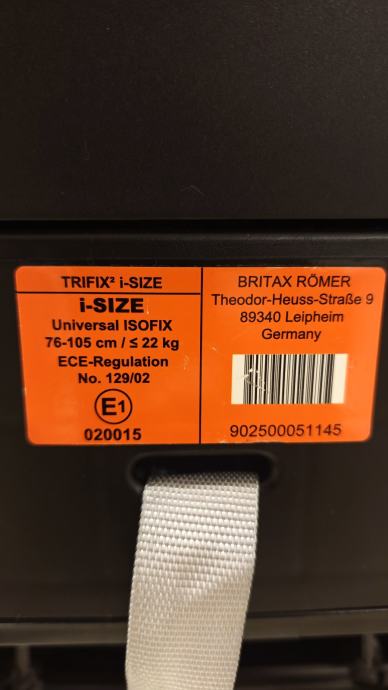 TRIFIX² i-SIZE
i-SIZE
Universal ISOFIX
76-105 cm / ≤ 22 kg
ECE-Regulation
No. 129/02
E1
020015
BRITAX RÖMER
Theodor-Heuss-Straße 9
89340 Leipheim
Germany
902500051145